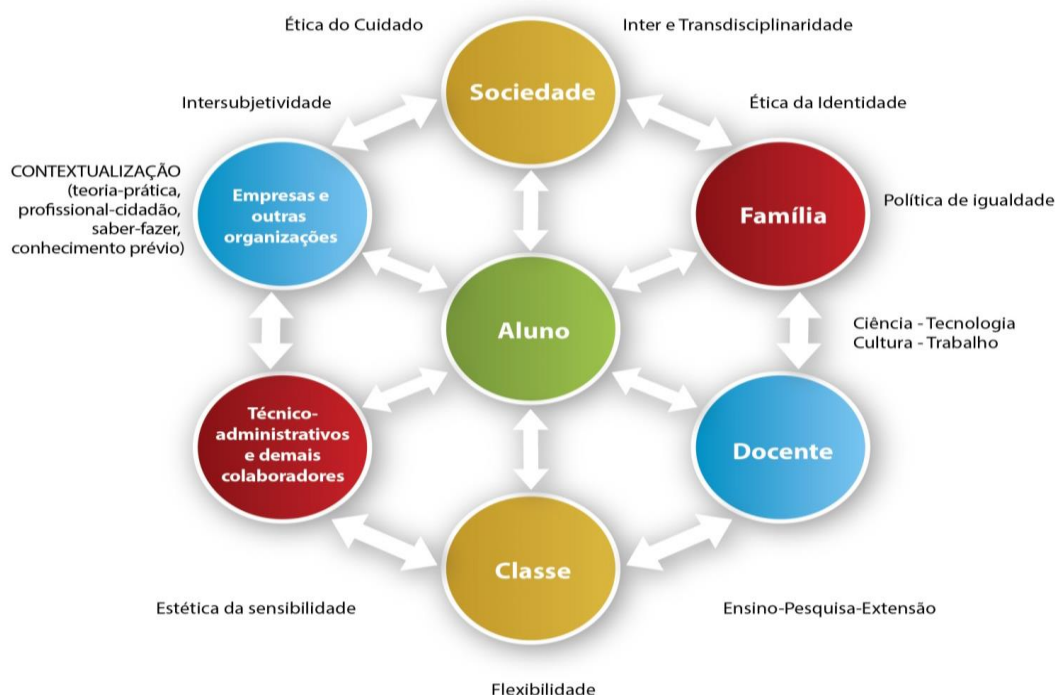 Ética do Cuidado
Inter e Transdisciplinaridade
Sociedade
Intersubjetividade
Ética da Identidade
CONTEXTUALIZAÇÃO
(teoria-prática,
profissional-cidadão,
saber-fazer,
conhecimento prévio)
Empresas e
outras
organizações
Família
Política de igualdade
Aluno
Ciência - Tecnologia
Cultura - Trabalho
Técnico-
administrativos
e demais
colaboradores
Docente
Classe
Estética da sensibilidade
Ensino-Pesquisa-Extensão
Flexibilidade